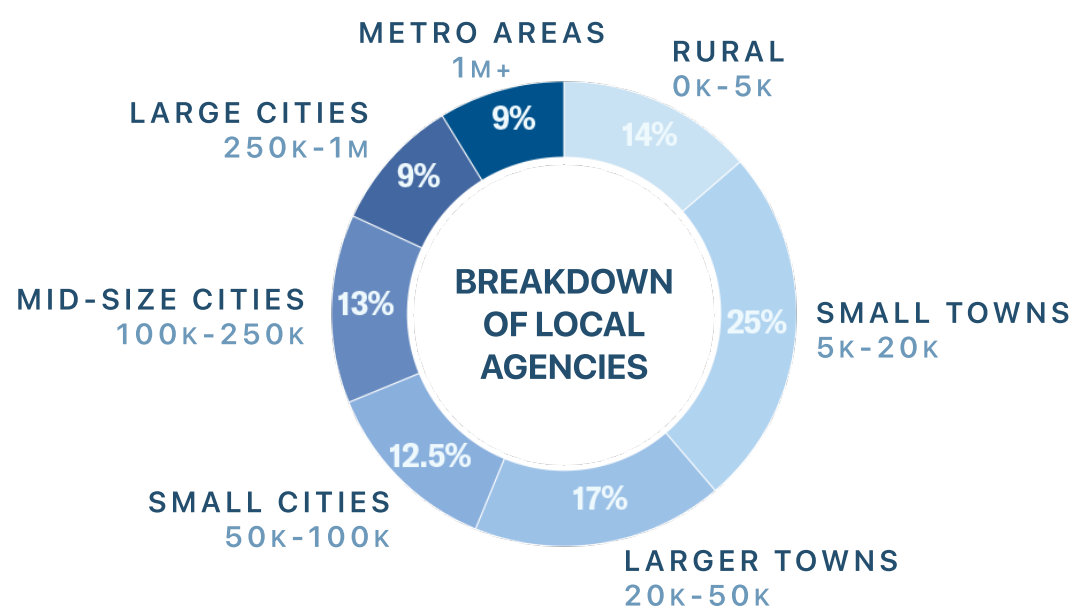 METRO AREAS
1M+
RURAL
0K-5K
LARGE CITIES
250K-1M
9%
14%
9%
MID-SIZE CITIES
100K-250K
13%
BREAKDOWN
OF LOCAL
AGENCIES
25%
SMALL TOWNS
5K-20K
12.5%
17%
SMALL CITIES
50K-100K
LARGER TOWNS
20K-50K